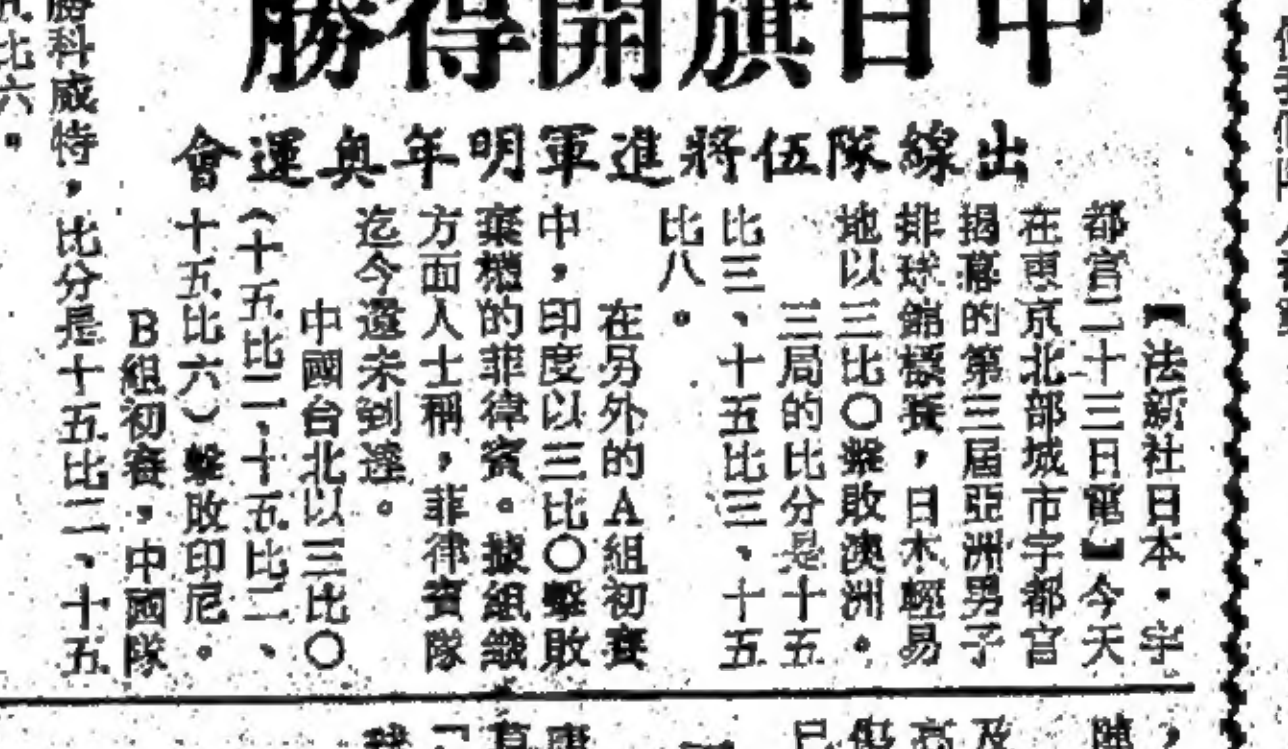 中日旗開得勝
出線隊伍將進軍明年奧運會
【法新社日本・宇
都宮二十三日電】今天
在東京北部城市宇都宮
揭幕的第三屆亞洲男子
排球錦標賽，日本輕易
地以三比〇擊敗澳洲。
三局的比分是十五
比三、十五比三、十五
比八。
在另外的A組初賽
中，印度以三比〇擊敗
棄權的菲律賓。據組織
方面人士稱，菲律賓隊
迄今還未到達。
中國台北以三比〇
（十五比二、十五比二、
十五比六）擊敗印尼。
B組初賽，中國隊
勝科威特，比分是十五比二、十五
比六。